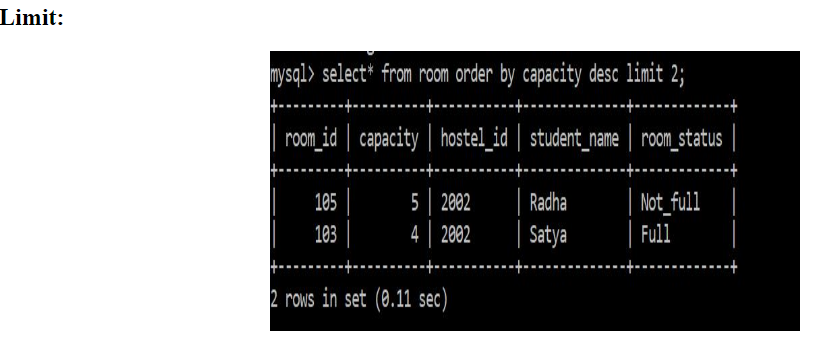 Limit:
mysql> select* from room order by capacity desc limit 2;
+---------+----------+-----------+--------------+-------------+
| room_id | capacity | hostel_id | student_name | room_status |
+---------+----------+-----------+--------------+-------------+
|     105 |        5 | 2002      | Radha        | Not_full    |
|     103 |        4 | 2002      | Satya        | Full        |
+---------+----------+-----------+--------------+-------------+
2 rows in set (0.11 sec)